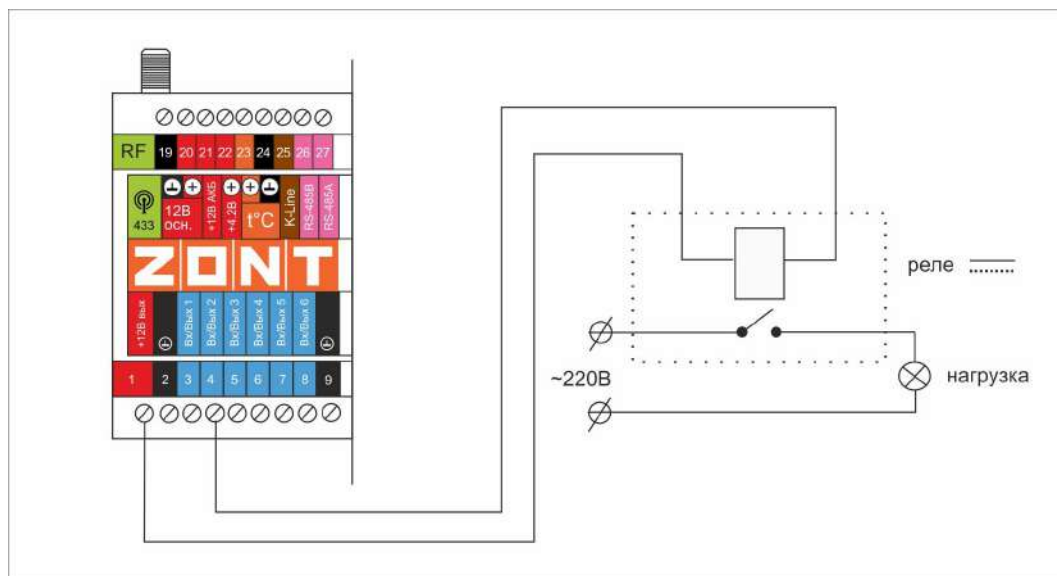 RF 19 20 21 22 23 24 25 26 27
433
12В осн.
+12В АКБ
+4.2В
t°C
K-Line
RS-485B
RS-485A
ZONT
+12В вых
Вх/Вых 1
Вх/Вых 2
Вх/Вых 3
Вх/Вых 4
Вх/Вых 5
Вх/Вых 6
1 2 3 4 5 6 7 8 9
реле
~220В
нагрузка